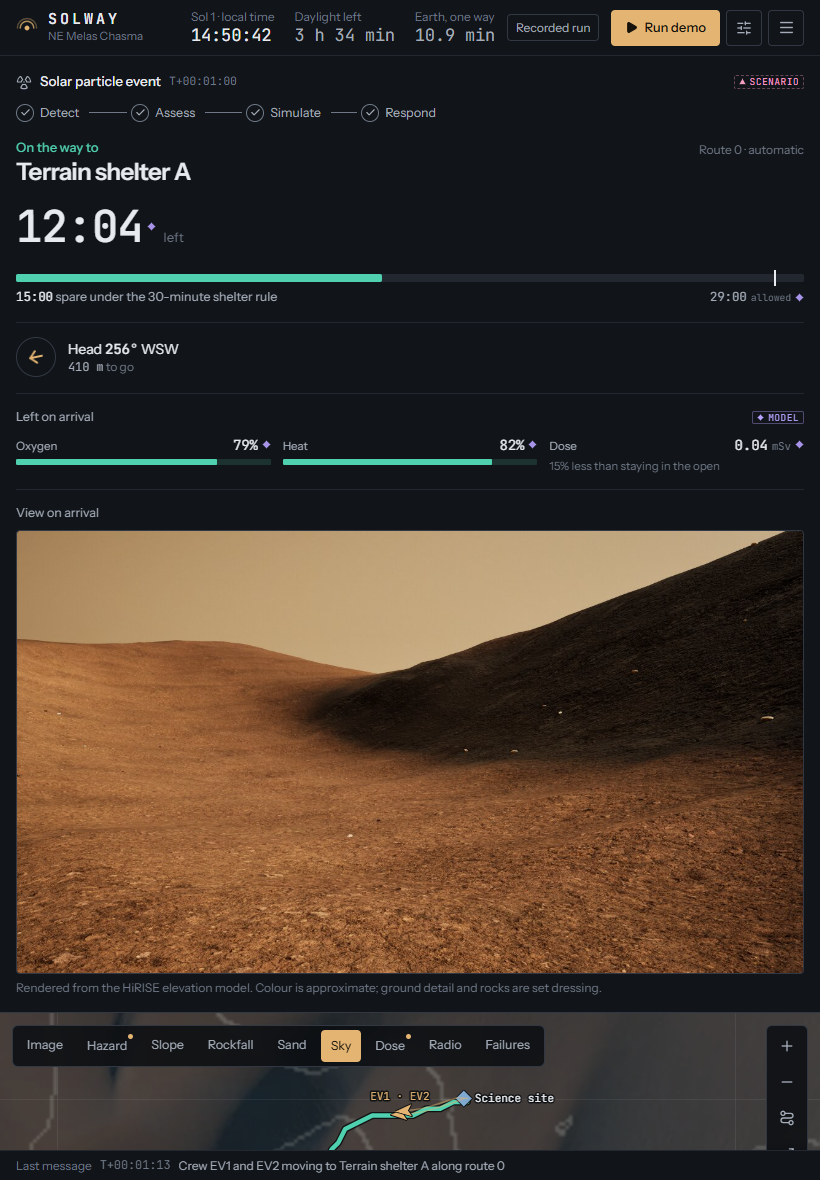 SOLWAY
NE Melas Chasma
Sol 1 · local time
14:50:42
Daylight left
3 h 34 min
Earth, one way
10.9 min
Recorded run
Run demo
Solar particle event T+00:01:00
SCENARIO
Detect
Assess
Simulate
Respond
On the way to
Terrain shelter A
Route 0 · automatic
12:04 left
15:00 spare under the 30-minute shelter rule
29:00 allowed
Head 256° WSW
410 m to go
Left on arrival
MODEL
Oxygen 79%
Heat 82%
Dose 0.04 mSv
15% less than staying in the open
View on arrival
Rendered from the HiRISE elevation model. Colour is approximate; ground detail and rocks are set dressing.
Image Hazard Slope Rockfall Sand Sky Dose Radio Failures
EV1 · EV2
Science site
Last message T+00:01:13 Crew EV1 and EV2 moving to Terrain shelter A along route 0